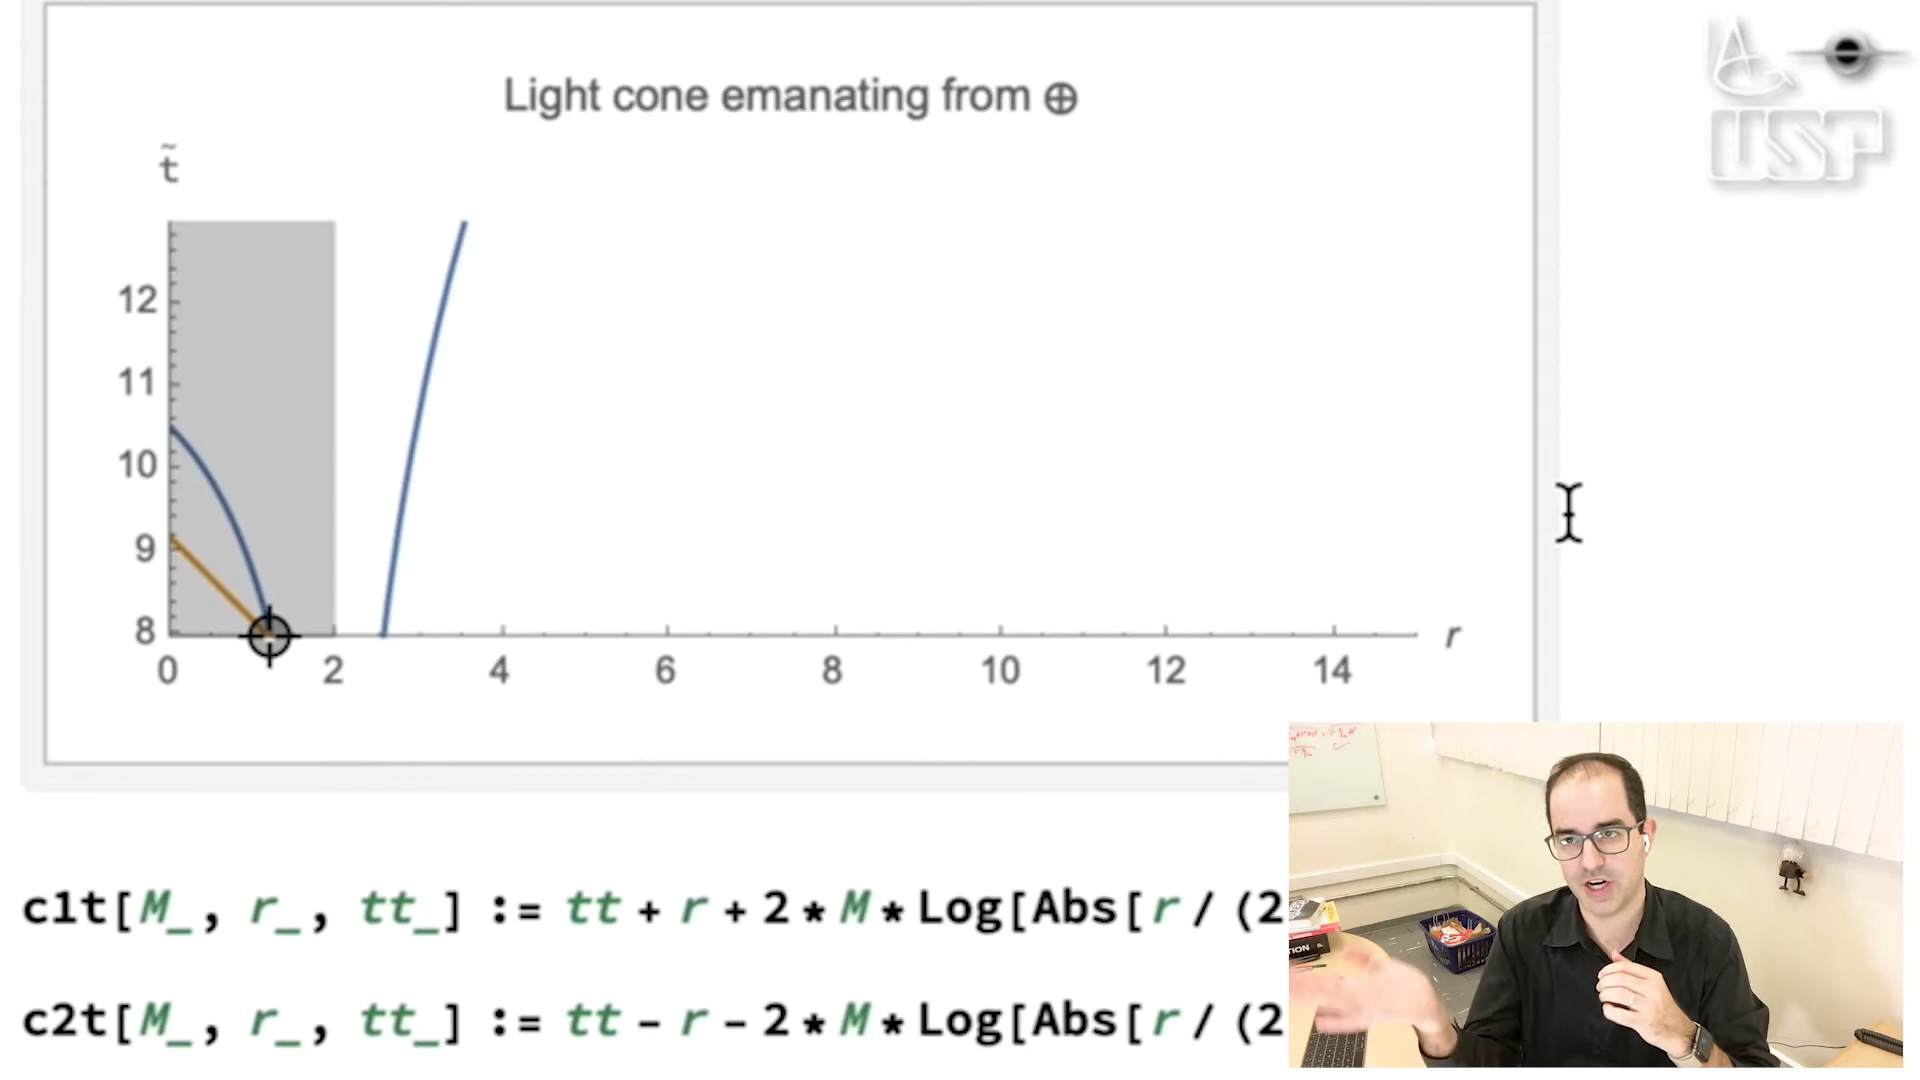 Light cone emanating from ⊕
t̃
12
11
10
9
8
0 2 4 6 8 10 12 14
r
USP
c1t[M_, r_, tt_] := tt + r + 2 * M * Log[Abs[r / (2
c2t[M_, r_, tt_] := tt - r - 2 * M * Log[Abs[r / (2